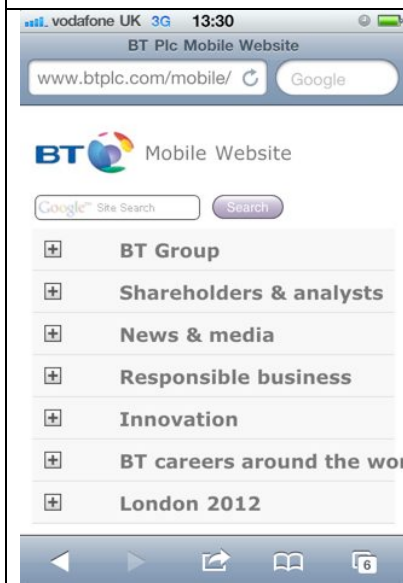 vodafone UK 3G 13:30
BT Plc Mobile Website
www.btplc.com/mobile/ Google
BT Mobile Website
Google™ Site Search Search
BT Group
Shareholders & analysts
News & media
Responsible business
Innovation
BT careers around the wor
London 2012
6